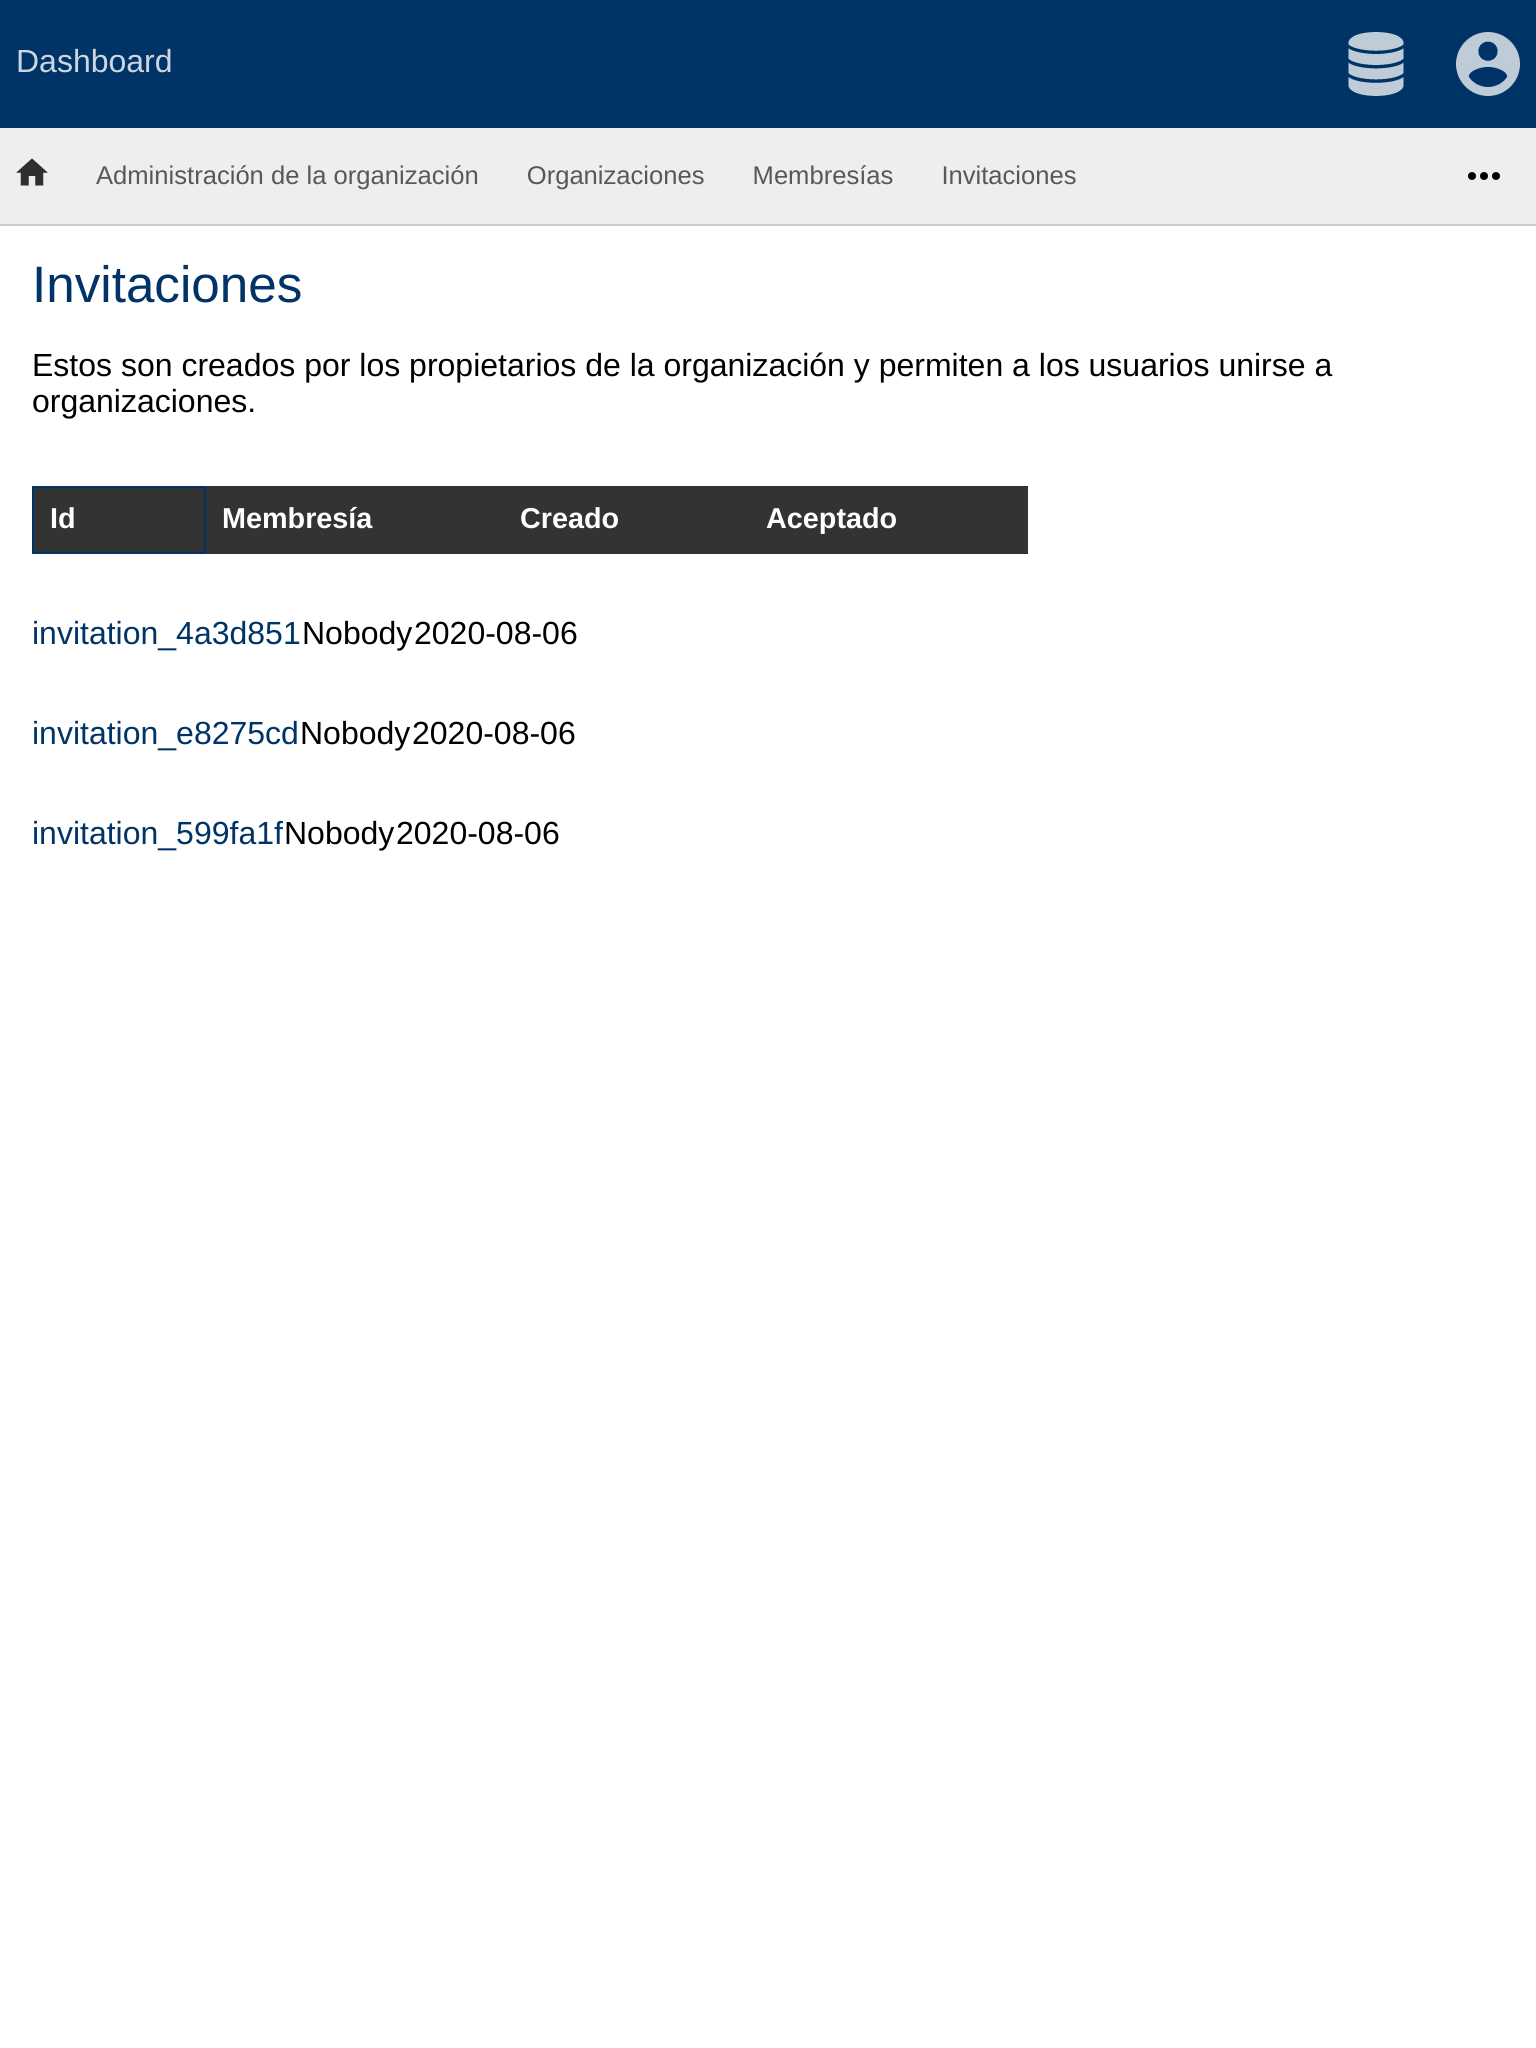 Dashboard
Administración de la organización Organizaciones Membresías Invitaciones
Invitaciones
Estos son creados por los propietarios de la organización y permiten a los usuarios unirse a
organizaciones.
Id Membresía Creado Aceptado
invitation_4a3d851Nobody2020-08-06
invitation_e8275cdNobody2020-08-06
invitation_599fa1fNobody2020-08-06